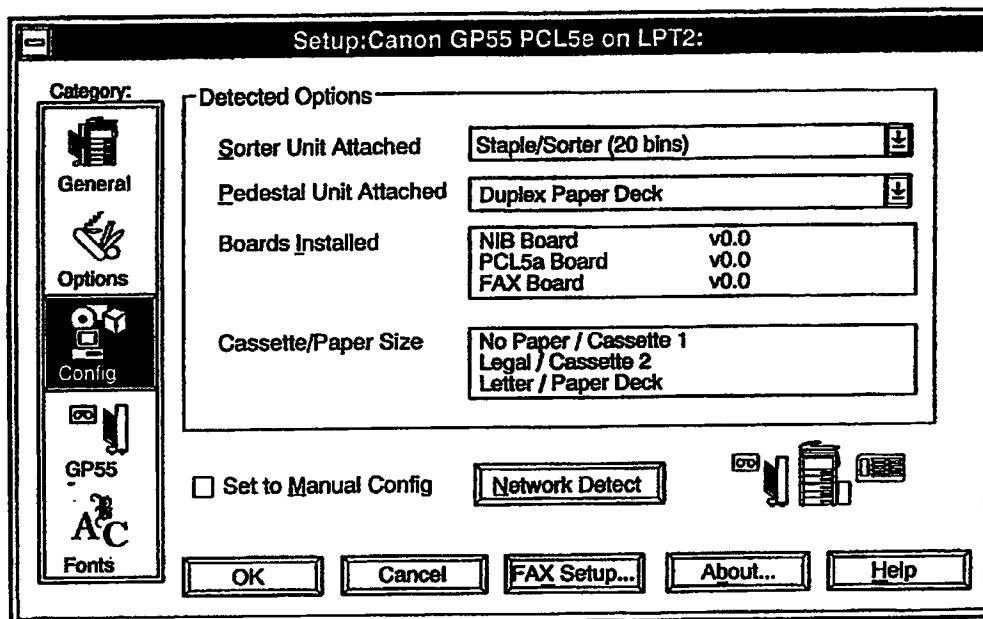 Setup:Canon GP55 PCL5e on LPT2:
Category:
General
Options
Config
GP55
Fonts
Detected Options
Sorter Unit Attached Staple/Sorter (20 bins)
Pedestal Unit Attached Duplex Paper Deck
Boards Installed NIB Board v0.0
PCL5a Board v0.0
FAX Board v0.0
Cassette/Paper Size No Paper / Cassette 1
Legal / Cassette 2
Letter / Paper Deck
Set to Manual Config Network Detect
OK Cancel FAX Setup... About... Help